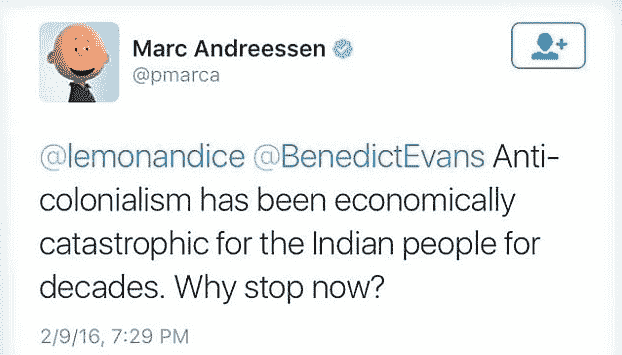 Marc Andreessen
@pmarca
@lemonandice @BenedictEvans Anti-
colonialism has been economically
catastrophic for the Indian people for
decades. Why stop now?
2/9/16, 7:29 PM